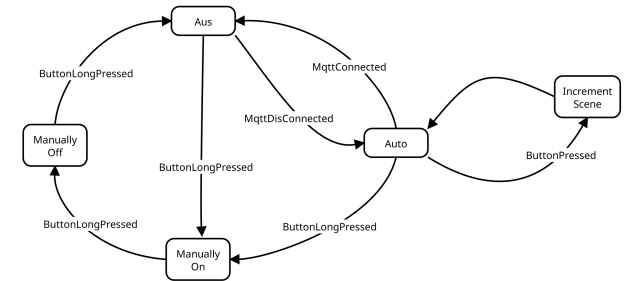 Aus
MqttConnected
ButtonLongPressed
Increment
Scene
MqttDisConnected
Manually
Off
Auto
ButtonPressed
ButtonLongPressed
ButtonLongPressed
ButtonLongPressed
Manually
On